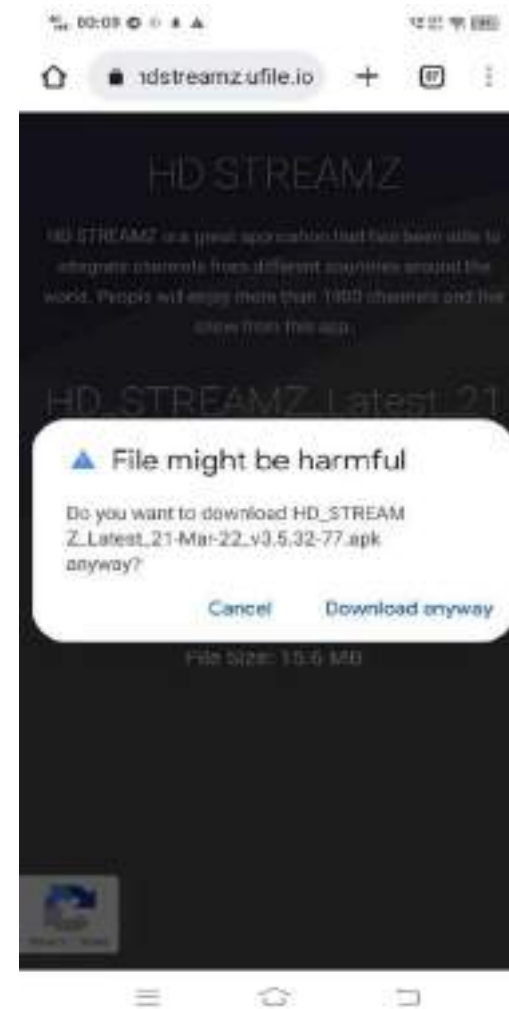 00:09
ndstreamz.ufile.io
HD STREAMZ
HD STREAMZ is a great application that has been able to
integrate channels from different countries around the
world. People will enjoy more than 1000 channels and live
show from this app.
HD_STREAMZ_Latest_21
File might be harmful
Do you want to download HD_STREAM
Z_Latest_21-Mar-22_v3.5.32-77.apk
anyway?
Cancel Download anyway
File Size: 15.6 MB